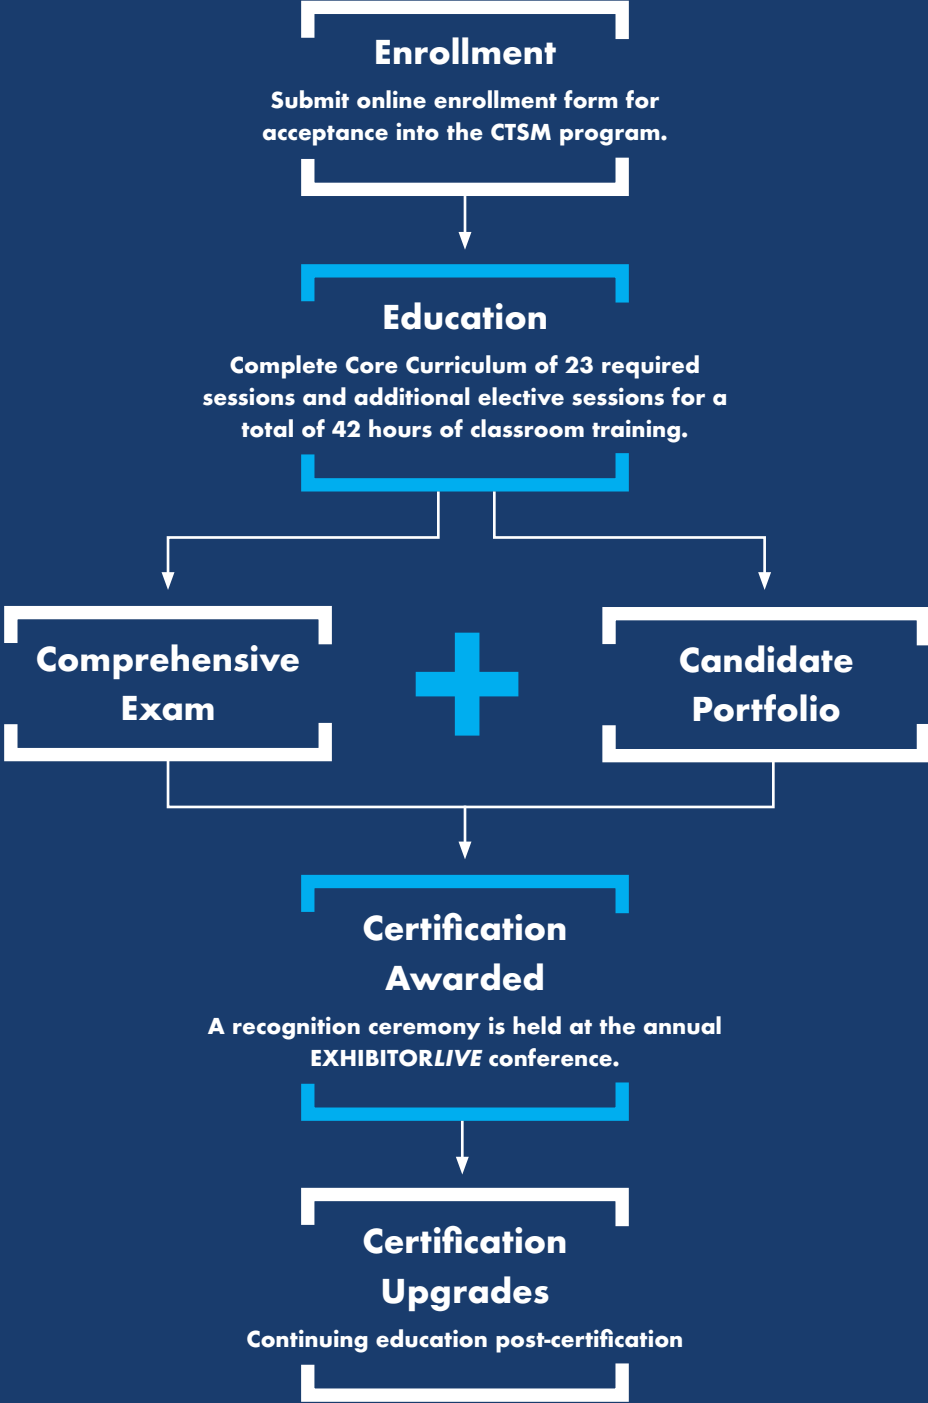 Enrollment
Submit online enrollment form for
acceptance into the CTSM program.
Education
Complete Core Curriculum of 23 required
sessions and additional elective sessions for a
total of 42 hours of classroom training.
Comprehensive
Exam
Candidate
Portfolio
Certification
Awarded
A recognition ceremony is held at the annual
EXHIBITORLIVE conference.
Certification
Upgrades
Continuing education post-certification